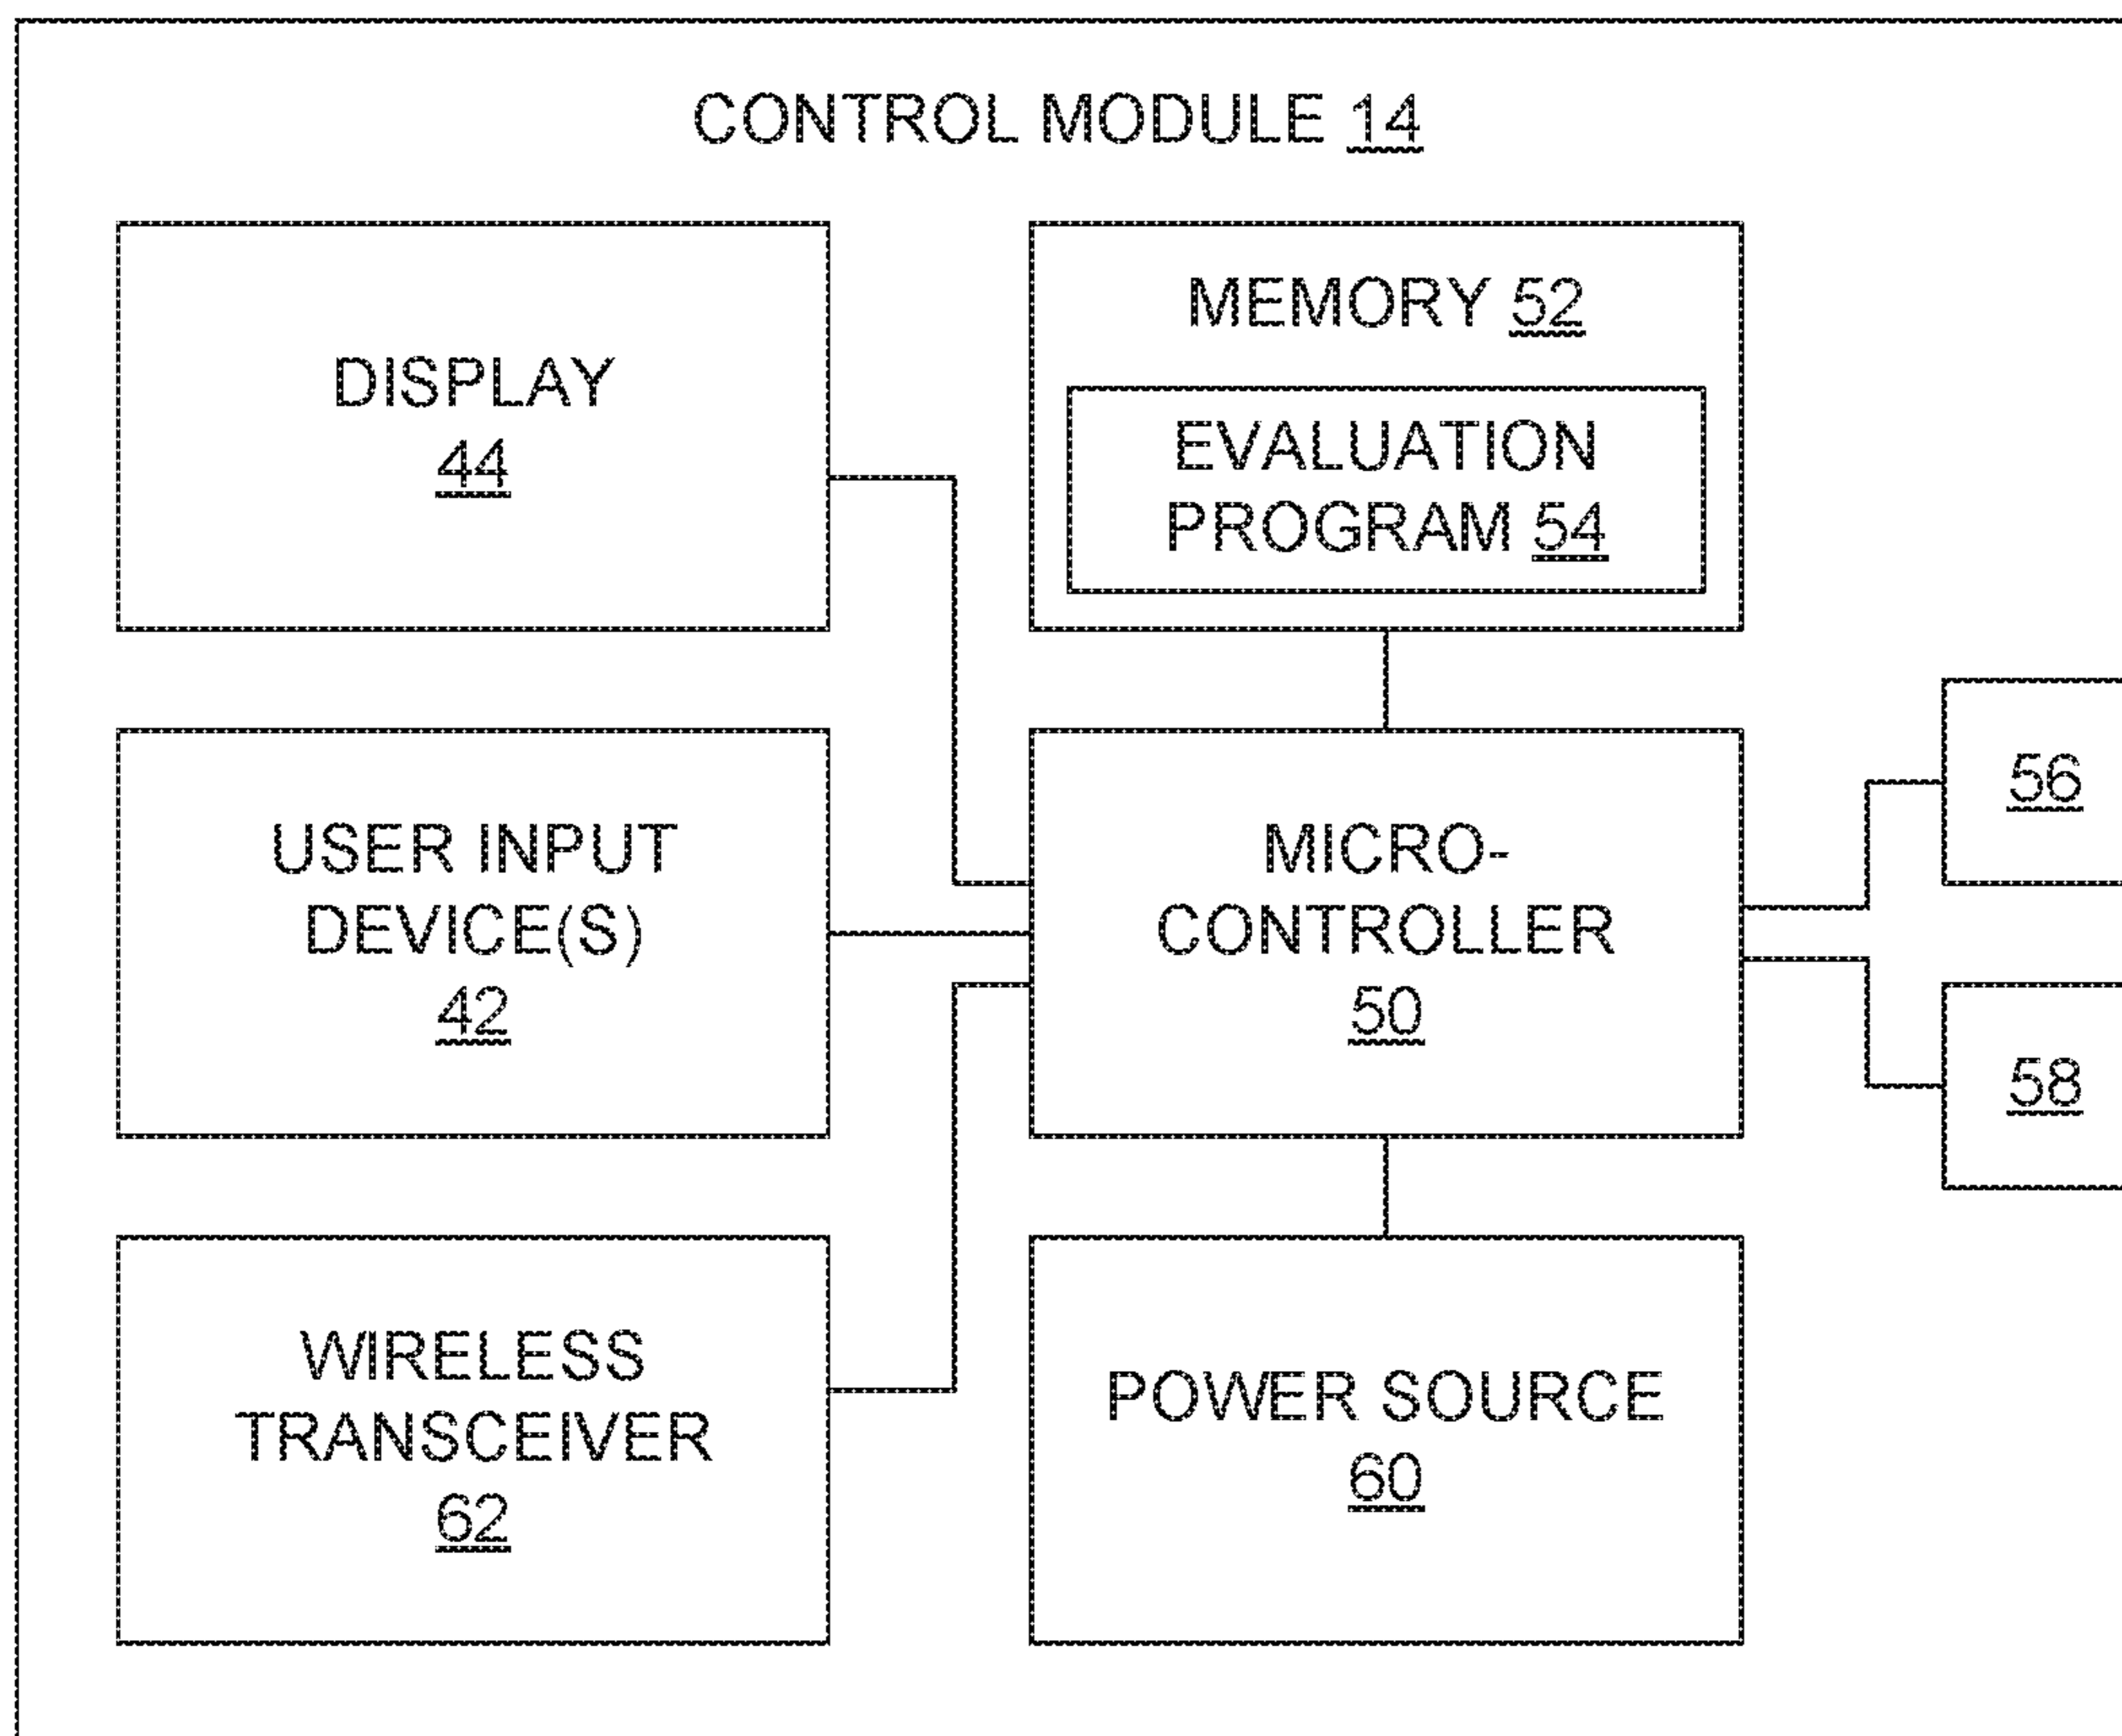 CONTROL MODULE 14
DISPLAY
44
MEMORY 52
EVALUATION
PROGRAM 54
USER INPUT
DEVICE(S)
42
MICRO-
CONTROLLER
50
56
58
WIRELESS
TRANSCEIVER
62
POWER SOURCE
60